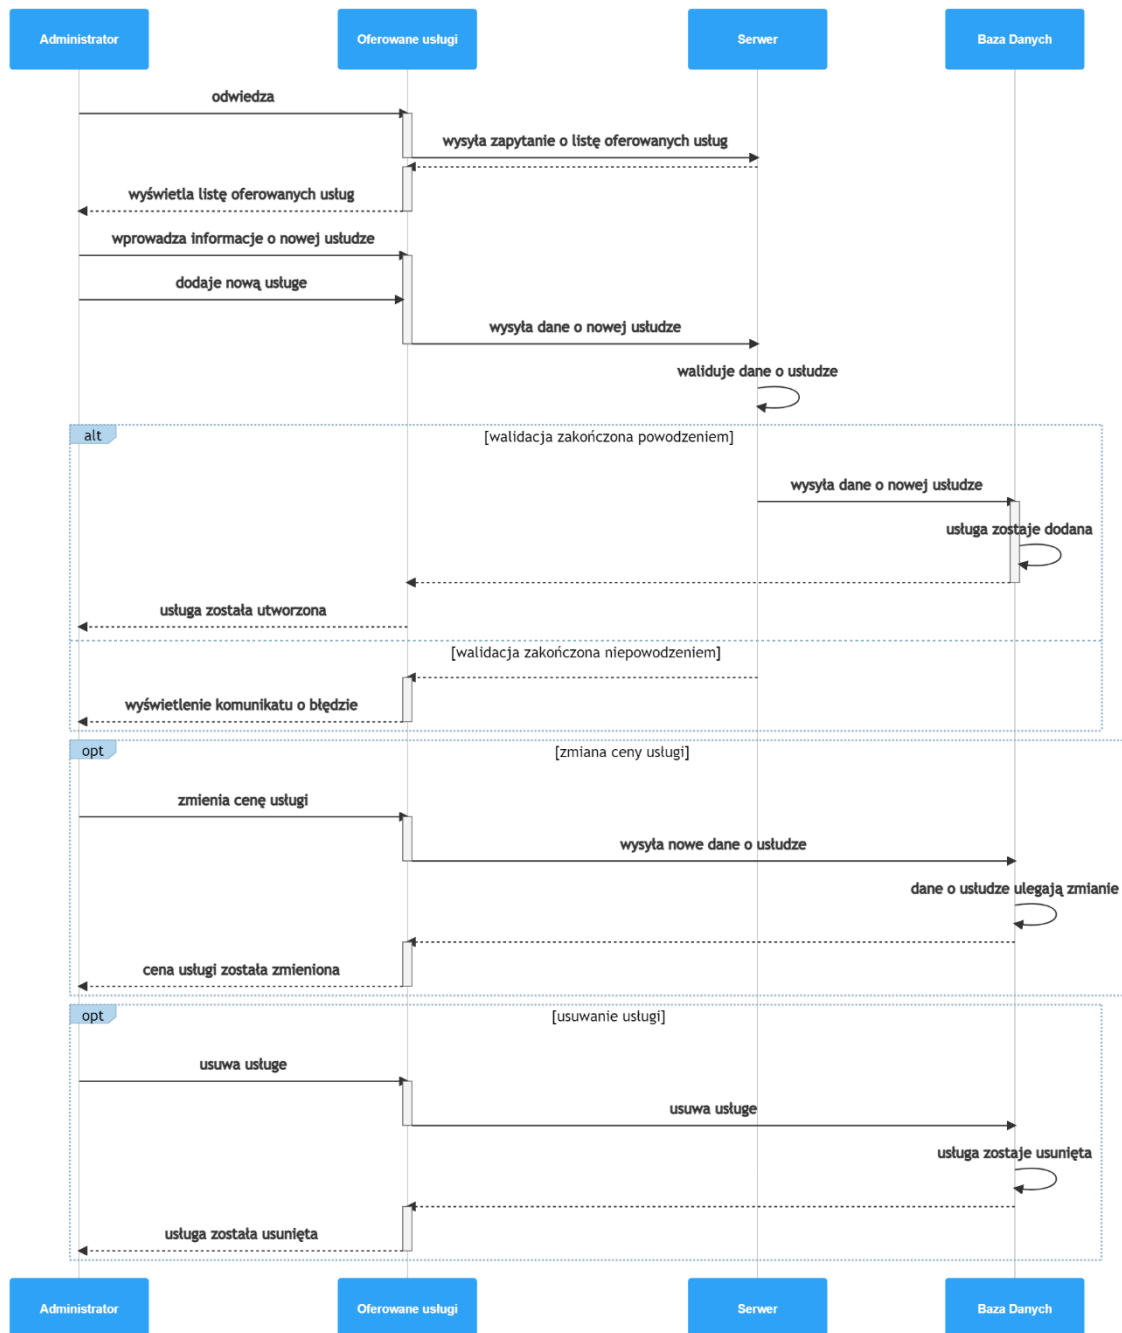 Administrator
Oferowane usługi
Serwer
Baza Danych
odwiedza
wysyła zapytanie o listę oferowanych usług
wyświetla listę oferowanych usług
wprowadza informacje o nowej usłudze
dodaje nową usługe
wysyła dane o nowej usłudze
waliduje dane o usłudze
alt
[walidacja zakończona powodzeniem]
wysyła dane o nowej usłudze
usługa zostaje dodana
usługa została utworzona
[walidacja zakończona niepowodzeniem]
wyświetlenie komunikatu o błędzie
opt
[zmiana ceny usługi]
zmienia cenę usługi
wysyła nowe dane o usłudze
dane o usłudze ulegają zmianie
cena usługi została zmieniona
opt
[usuwanie usługi]
usuwa usługe
usuwa usługe
usługa zostaje usunięta
usługa została usunięta
Administrator
Oferowane usługi
Serwer
Baza Danych